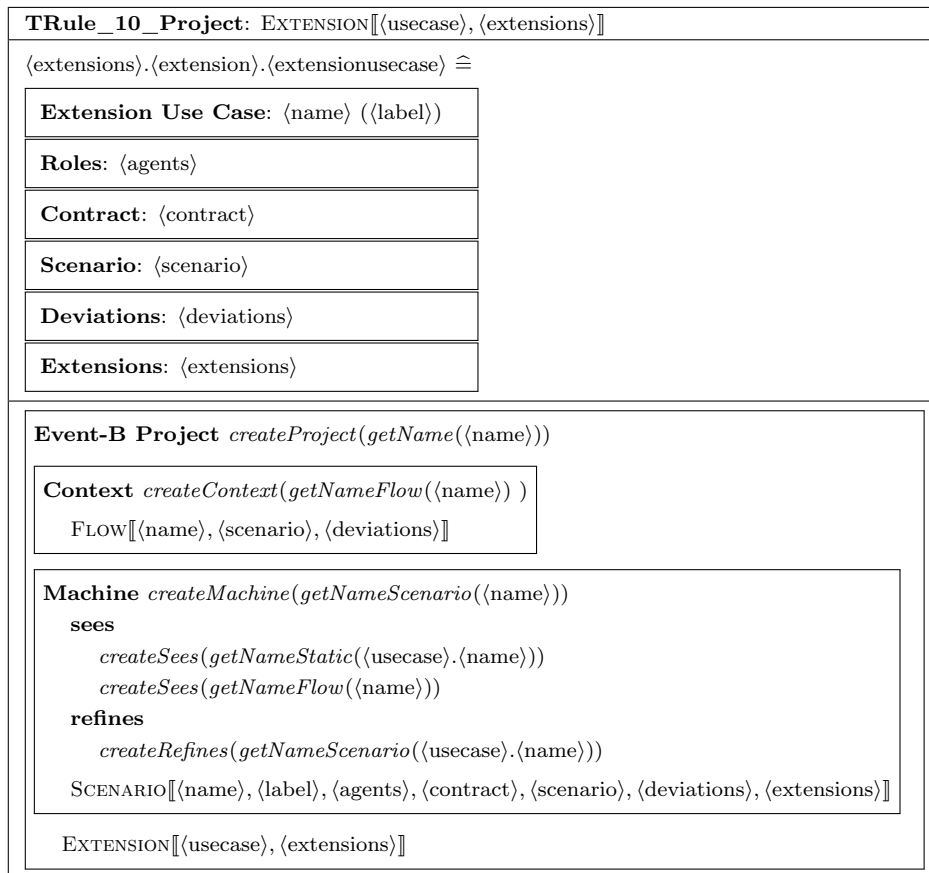 TRule_10_Project: EXTENSION⟦⟨usecase⟩, ⟨extensions⟩⟧
⟨extensions⟩.⟨extension⟩.⟨extensionusecase⟩ ≙
Extension Use Case: ⟨name⟩ (⟨label⟩)
Roles: ⟨agents⟩
Contract: ⟨contract⟩
Scenario: ⟨scenario⟩
Deviations: ⟨deviations⟩
Extensions: ⟨extensions⟩
Event-B Project createProject(getName(⟨name⟩))
Context createContext(getNameFlow(⟨name⟩) )
FLOW⟦⟨name⟩, ⟨scenario⟩, ⟨deviations⟩⟧
Machine createMachine(getNameScenario(⟨name⟩))
sees
createSees(getNameStatic(⟨usecase⟩.⟨name⟩))
createSees(getNameFlow(⟨name⟩))
refines
createRefines(getNameScenario(⟨usecase⟩.⟨name⟩))
SCENARIO⟦⟨name⟩, ⟨label⟩, ⟨agents⟩, ⟨contract⟩, ⟨scenario⟩, ⟨deviations⟩, ⟨extensions⟩⟧
EXTENSION⟦⟨usecase⟩, ⟨extensions⟩⟧